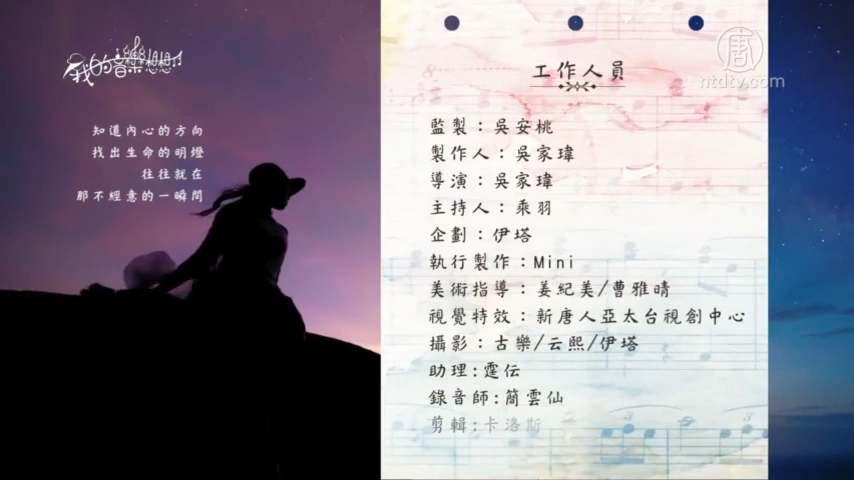 我的音樂想想
知道內心的方向
找出生命的明燈
往往就在
那不經意的一瞬間
唐
ntdtv.com
工作人員
監製：吳安桃
製作人：吳家瑋
導演：吳家瑋
主持人：乘羽
企劃：伊塔
執行製作：Mini
美術指導：姜紀美/曹雅晴
視覺特效：新唐人亞太台視創中心
攝影：古樂/云熙/伊塔
助理：霆伝
錄音師：簡雲仙
剪輯：卡洛斯